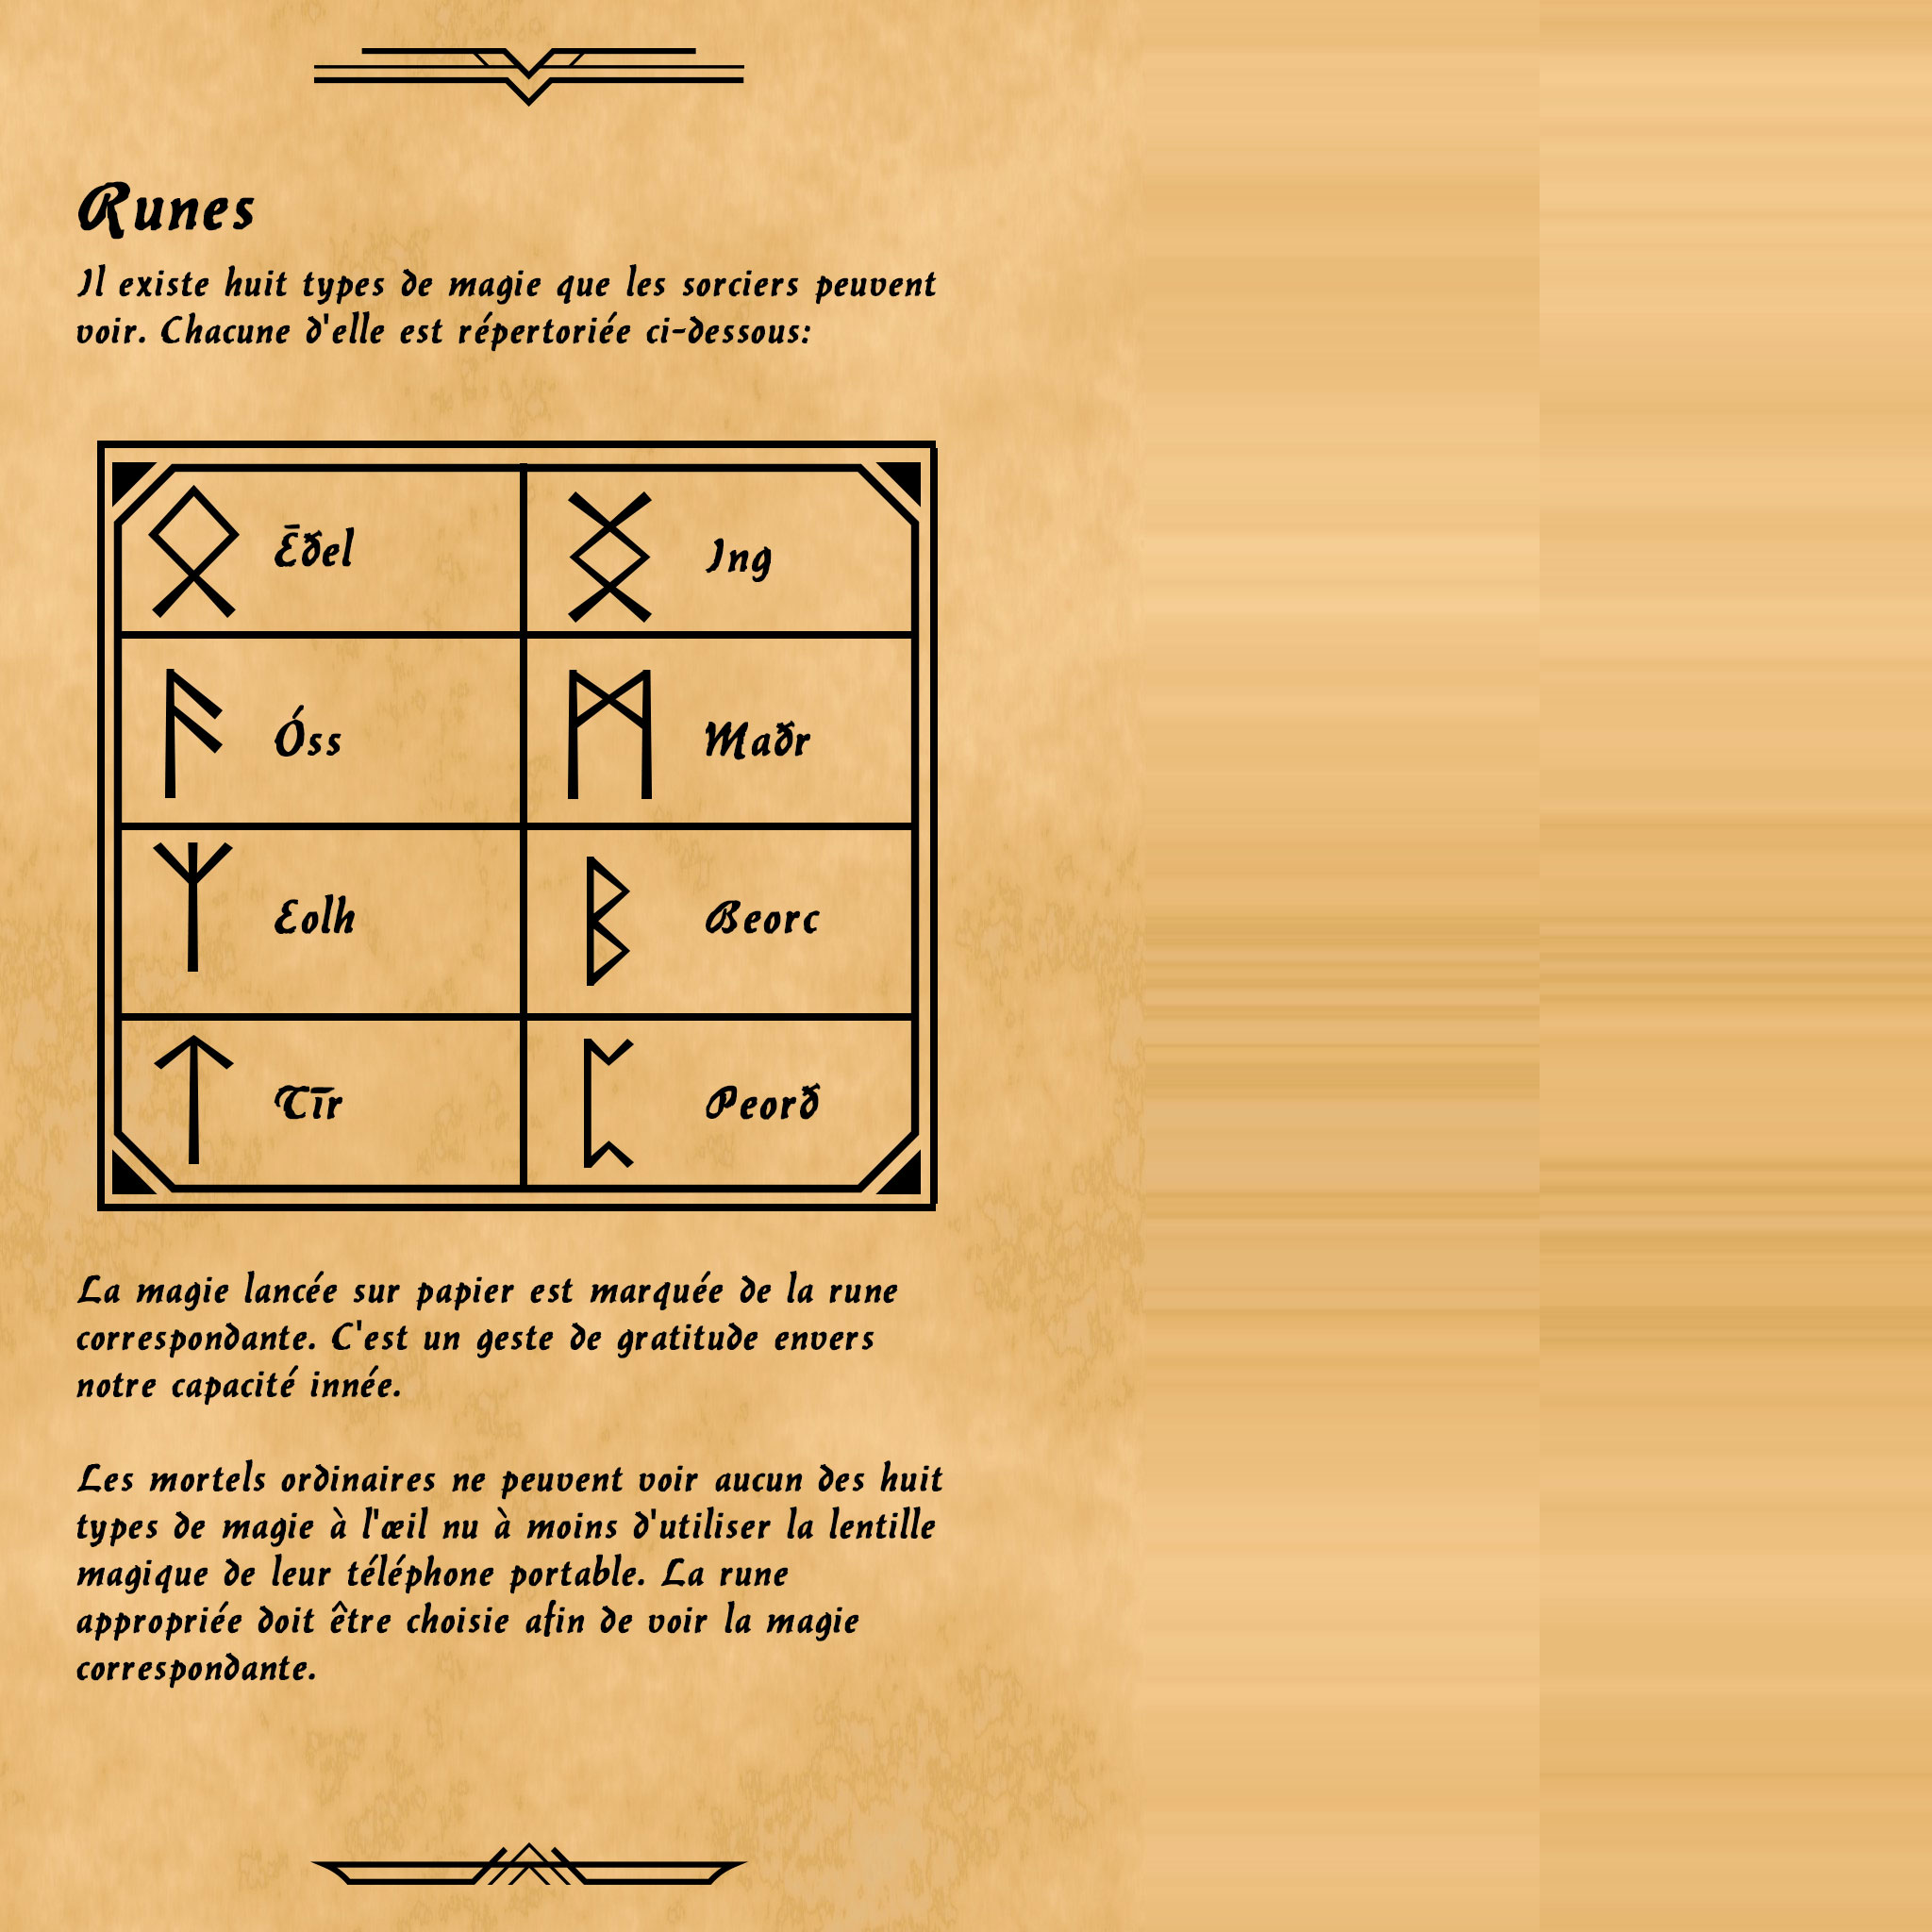 Runes
Il existe huit types de magie que les sorciers peuvent
voir. Chacune d'elle est répertoriée ci-dessous:
ᛟ Ēðel
ᛝ Ing
ᚨ Óss
ᛗ Maðr
ᛉ Eolh
ᛒ Beorc
ᛏ Tīr
ᛈ Peorð
La magie lancée sur papier est marquée de la rune
correspondante. C'est un geste de gratitude envers
notre capacité innée.
Les mortels ordinaires ne peuvent voir aucun des huit
types de magie à l'œil nu à moins d'utiliser la lentille
magique de leur téléphone portable. La rune
appropriée doit être choisie afin de voir la magie
correspondante.